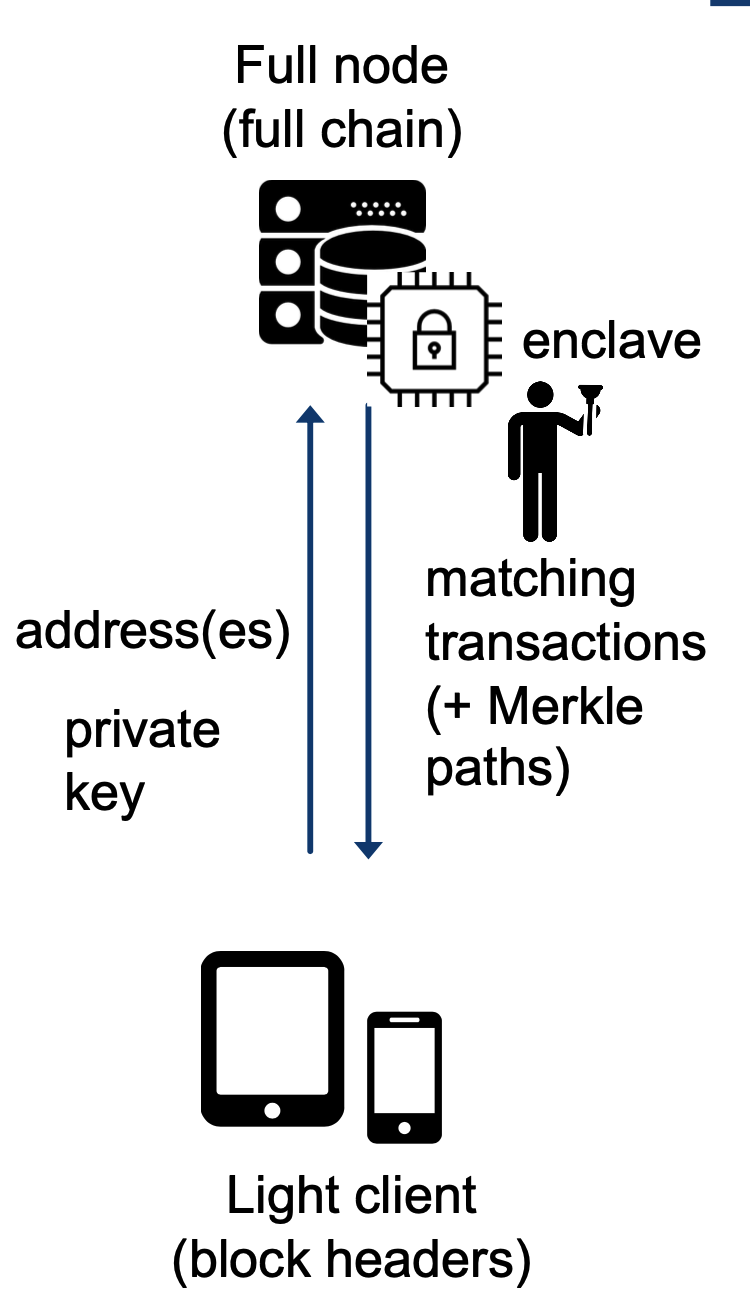 Full node
(full chain)
enclave
matching
transactions
(+ Merkle
paths)
address(es)
private
key
Light client
(block headers)